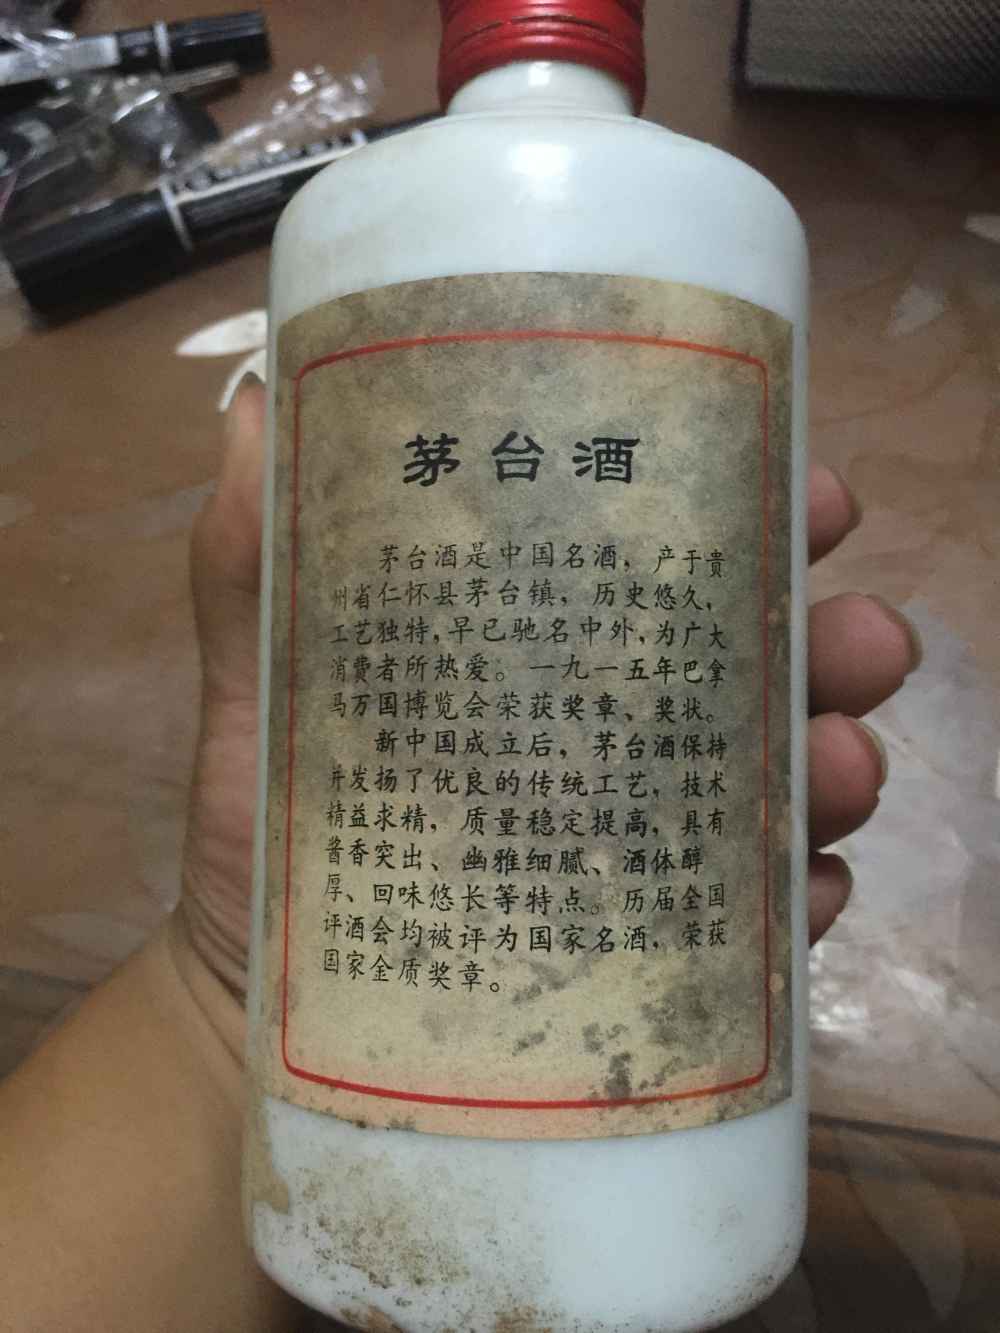 茅台酒
茅台酒是中国名酒，产于贵
州省仁怀县茅台镇，历史悠久，
工艺独特，早已驰名中外，为广大
消费者所热爱。一九一五年巴拿
马万国博览会荣获奖章、奖状。
新中国成立后，茅台酒保持
并发扬了优良的传统工艺，技术
精益求精，质量稳定提高，具有
酱香突出、幽雅细腻、酒体醇
厚、回味悠长等特点。历届全国
评酒会均被评为国家名酒，荣获
国家金质奖章。